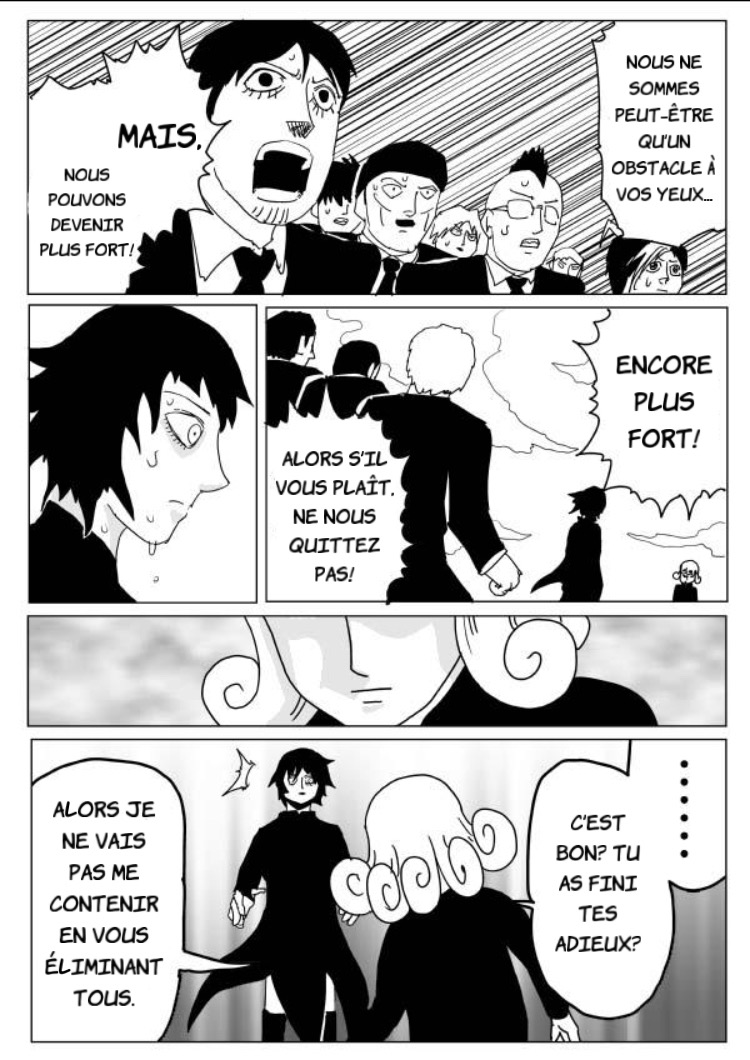 NOUS NE
SOMMES
PEUT-ÊTRE
QU'UN
OBSTACLE À
VOS YEUX...
MAIS,
NOUS
POUVONS
DEVENIR
PLUS FORT!
ENCORE
PLUS
FORT!
ALORS S'IL
VOUS PLAÎT,
NE NOUS
QUITTEZ
PAS!
......
C'EST
BON? TU
AS FINI
TES
ADIEUX?
ALORS JE
NE VAIS
PAS ME
CONTENIR
EN VOUS
ÉLIMINANT
TOUS.